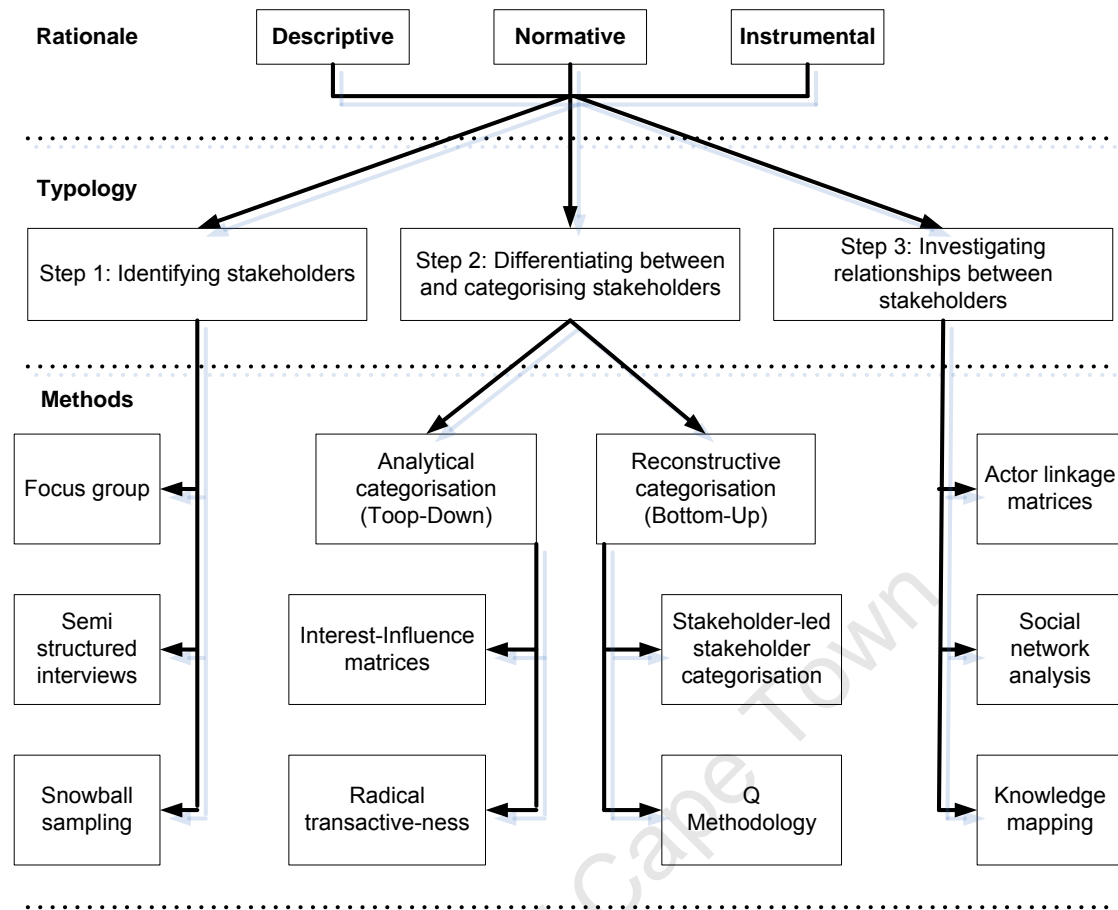 Rationale
Descriptive
Normative
Instrumental
Typology
Step 1: Identifying stakeholders
Step 2: Differentiating between
and categorising stakeholders
Step 3: Investigating
relationships between
stakeholders
Methods
Focus group
Semi
structured
interviews
Snowball
sampling
Analytical
categorisation
(Toop-Down)
Interest-Influence
matrices
Radical
transactive-ness
Reconstructive
categorisation
(Bottom-Up)
Stakeholder-led
stakeholder
categorisation
Q
Methodology
Actor linkage
matrices
Social
network
analysis
Knowledge
mapping
Cape Town